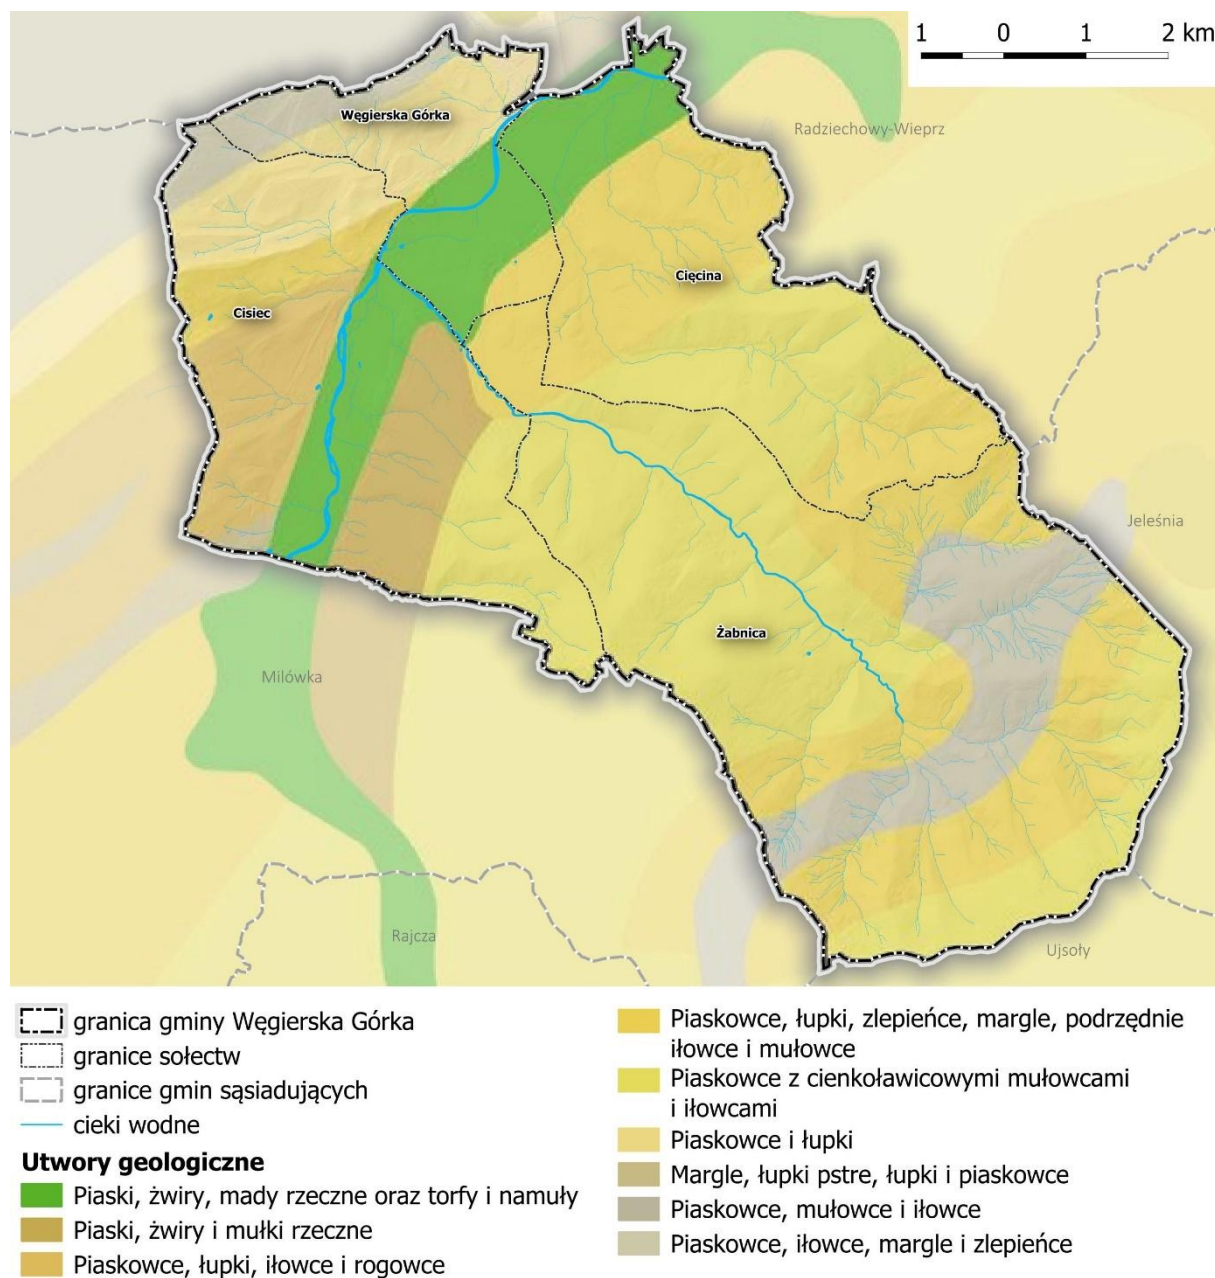 1 0 1 2 km
Węgierska Górka
Radziechowy-Wieprz
Cięcina
Cisiec
Jeleśnia
Żabnica
Milówka
Rajcza
Ujsoły
granica gminy Węgierska Górka
granice sołectw
granice gmin sąsiadujących
cieki wodne
Utwory geologiczne
Piaski, żwiry, mady rzeczne oraz torfy i namuły
Piaski, żwiry i mułki rzeczne
Piaskowce, łupki, iłowce i rogowce
Piaskowce, łupki, zlepieńce, margle, podrzędnie
iłowce i mułowce
Piaskowce z cienkoławicowymi mułowcami
i iłowcami
Piaskowce i łupki
Margle, łupki pstre, łupki i piaskowce
Piaskowce, mułowce i iłowce
Piaskowce, iłowce, margle i zlepieńce